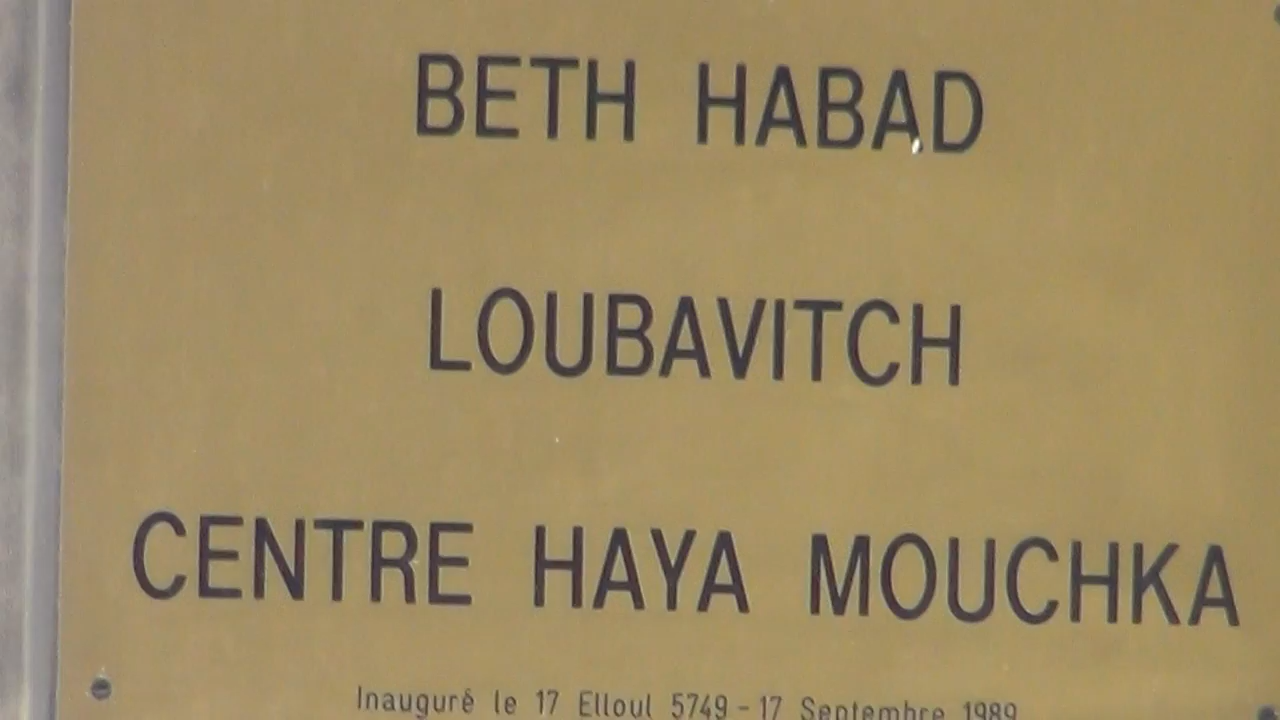 BETH HABAD
LOUBAVITCH
CENTRE HAYA MOUCHKA
Inauguré le 17 Elloul 5749 - 17 Septembre 1989